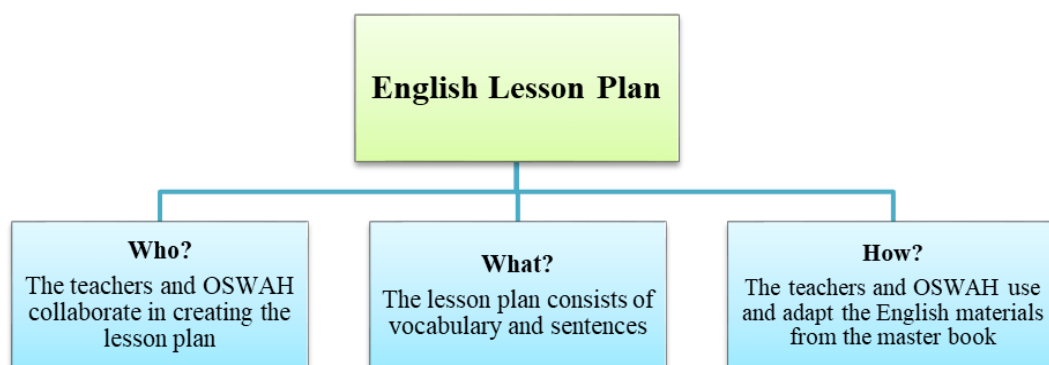 English Lesson Plan
Who?
The teachers and OSWAH
collaborate in creating the
lesson plan
What?
The lesson plan consists of
vocabulary and sentences
How?
The teachers and OSWAH use
and adapt the English materials
from the master book